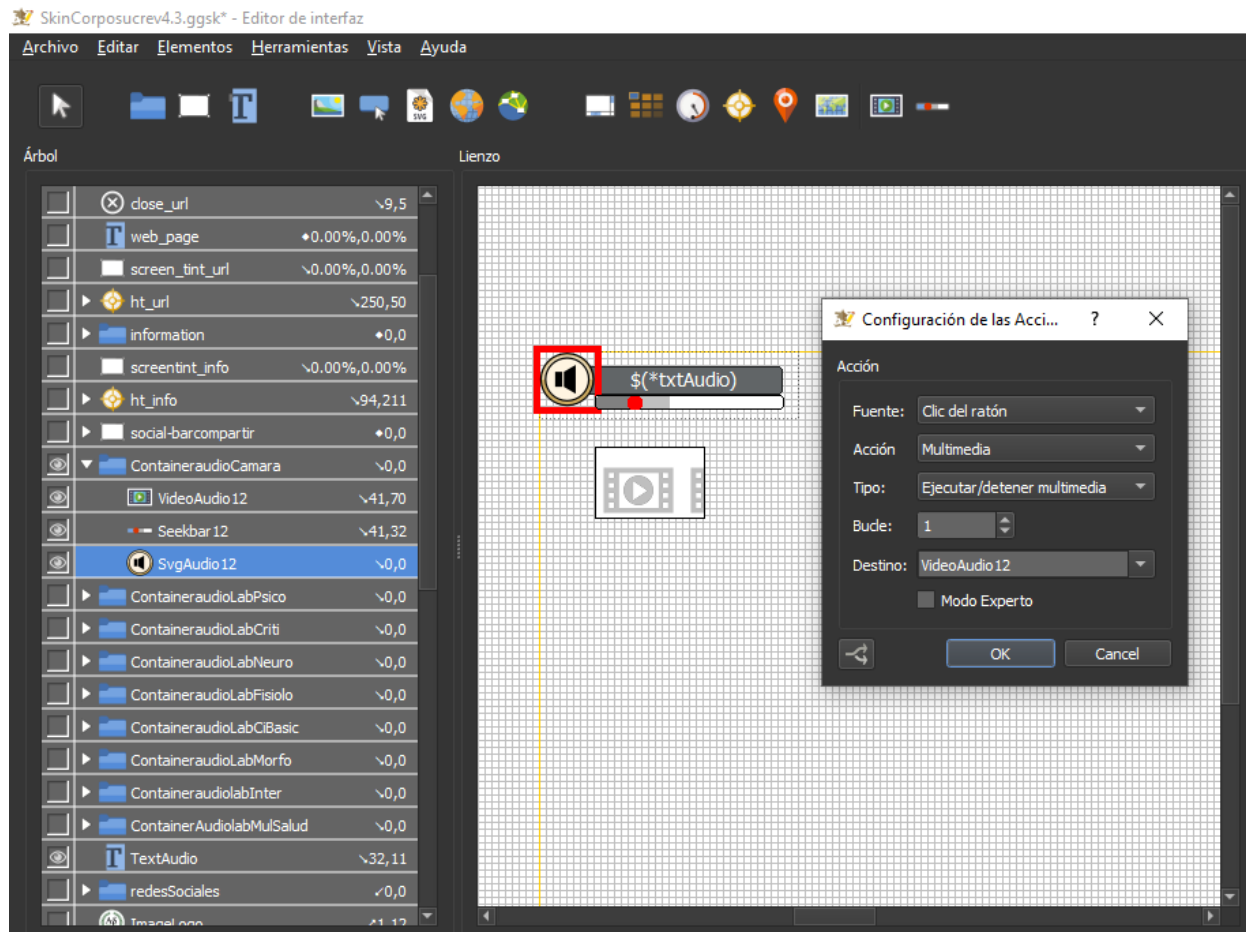 SkinCorposucrev4.3.ggsk* - Editor de interfaz
Archivo Editar Elementos Herramientas Vista Ayuda
SVG
Árbol
Lienzo
close_url ↘9,5
web_page ◆0.00%,0.00%
screen_tint_url ↘0.00%,0.00%
ht_url ↘250,50
information ◆0,0
screentint_info ↘0.00%,0.00%
ht_info ↘94,211
social-barcompartir ◆0,0
ContaineraudioCamara ↘0,0
VideoAudio12 ↘41,70
Seekbar12 ↘41,32
SvgAudio12 ↘0,0
ContaineraudioLabPsico ↘0,0
ContaineraudioLabCriti ↘0,0
ContaineraudioLabNeuro ↘0,0
ContaineraudioLabFisiolo ↘0,0
ContaineraudioLabCiBasic ↘0,0
ContaineraudioLabMorfo ↘0,0
ContaineraudiolabInter ↘0,0
ContainerAudiolabMulSalud ↘0,0
TextAudio ↘32,11
redesSociales ↙0,0
ImageLogo ↗1,12
$(*txtAudio)
Configuración de las Acci... ? ✕
Acción
Fuente: Clic del ratón
Acción Multimedia
Tipo: Ejecutar/detener multimedia
Bucle: 1
Destino: VideoAudio12
Modo Experto
OK Cancel